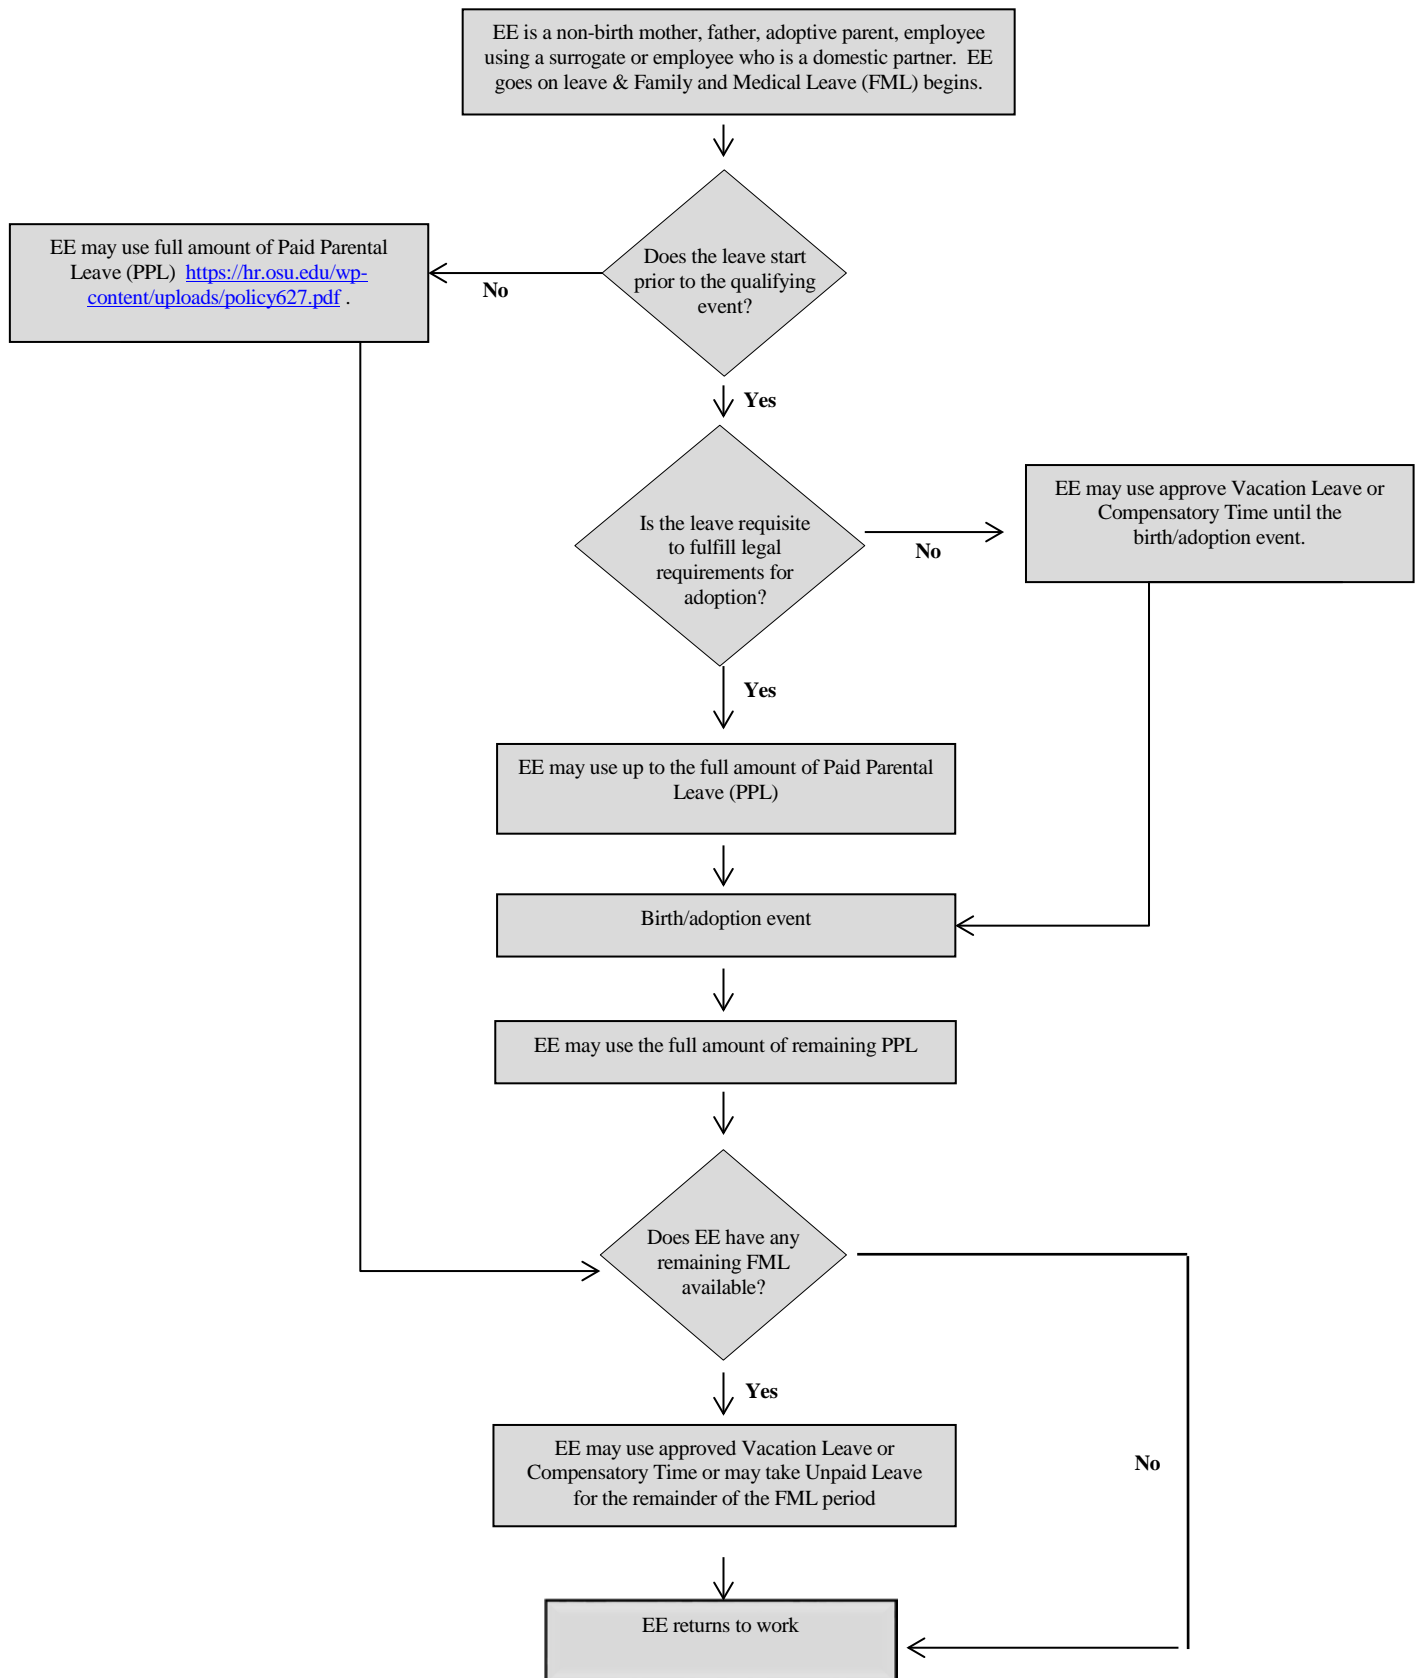 EE is a non-birth mother, father, adoptive parent, employee
using a surrogate or employee who is a domestic partner. EE
goes on leave & Family and Medical Leave (FML) begins.
Does the leave start
prior to the qualifying
event?
No
EE may use full amount of Paid Parental
Leave (PPL) https://hr.osu.edu/wp-
content/uploads/policy627.pdf .
Yes
Is the leave requisite
to fulfill legal
requirements for
adoption?
No
EE may use approve Vacation Leave or
Compensatory Time until the
birth/adoption event.
Yes
EE may use up to the full amount of Paid Parental
Leave (PPL)
Birth/adoption event
EE may use the full amount of remaining PPL
Does EE have any
remaining FML
available?
Yes
EE may use approved Vacation Leave or
Compensatory Time or may take Unpaid Leave
for the remainder of the FML period
No
EE returns to work